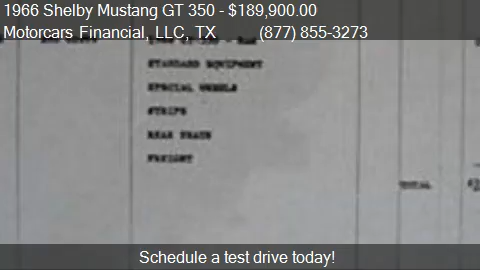 1966 Shelby Mustang GT 350 - $189,900.00
Motorcars Financial, LLC, TX (877) 855-3273
STANDARD EQUIPMENT
SPECIAL WHEELS
STRIPE
REAR SEATS
FREIGHT
TOTAL
Schedule a test drive today!